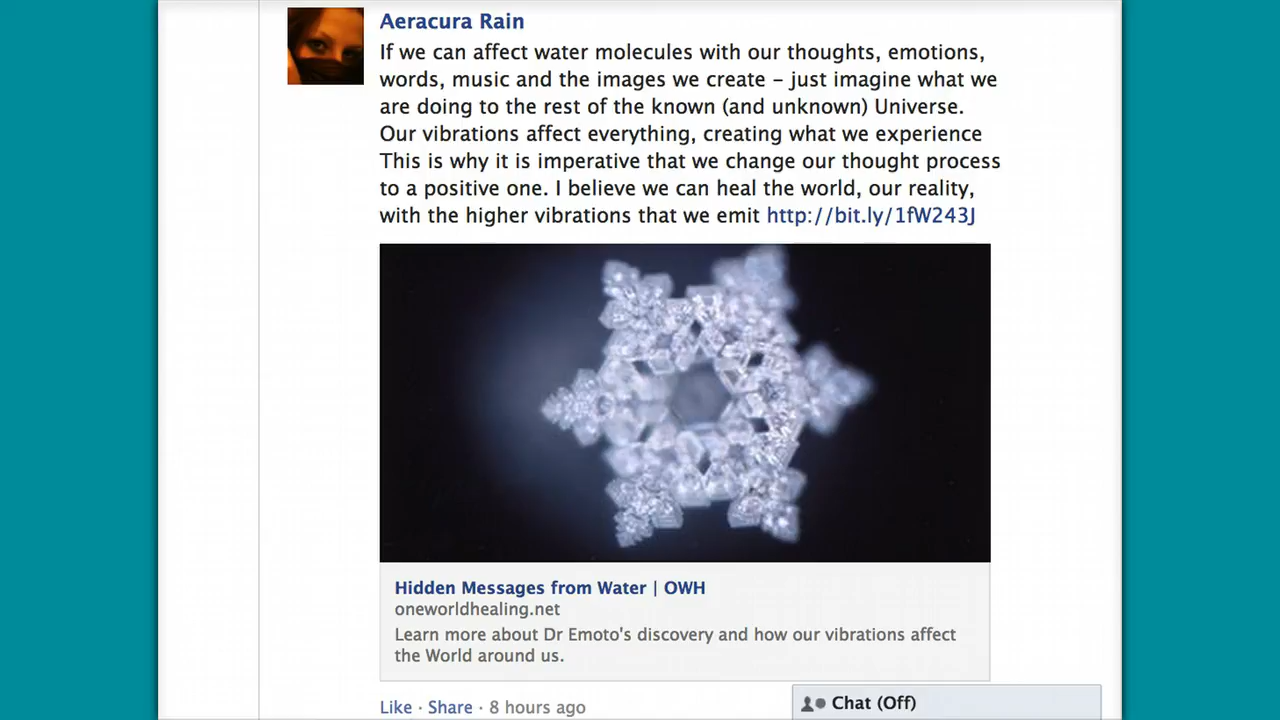 Aeracura Rain
If we can affect water molecules with our thoughts, emotions,
words, music and the images we create – just imagine what we
are doing to the rest of the known (and unknown) Universe.
Our vibrations affect everything, creating what we experience
This is why it is imperative that we change our thought process
to a positive one. I believe we can heal the world, our reality,
with the higher vibrations that we emit http://bit.ly/1fW243J
Hidden Messages from Water | OWH
oneworldhealing.net
Learn more about Dr Emoto's discovery and how our vibrations affect
the World around us.
Like · Share · 8 hours ago
Chat (Off)